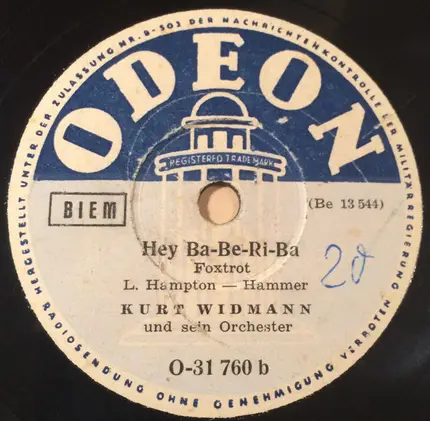 HERGESTELLT UNTER DER ZULASSUNG NR. B-503 DER NACHRICHTENKONTROLLE DER MILITÄRREGIERUNG
ODEON
REGISTERED TRADE MARK
BIEM
(Be 13 544)
Hey Ba-Be-Ri-Ba
Foxtrot
L. Hampton — Hammer
20
KURT WIDMANN
und sein Orchester
O-31 760 b
RADIOSENDUNG OHNE GENEHMIGUNG VERBOTEN